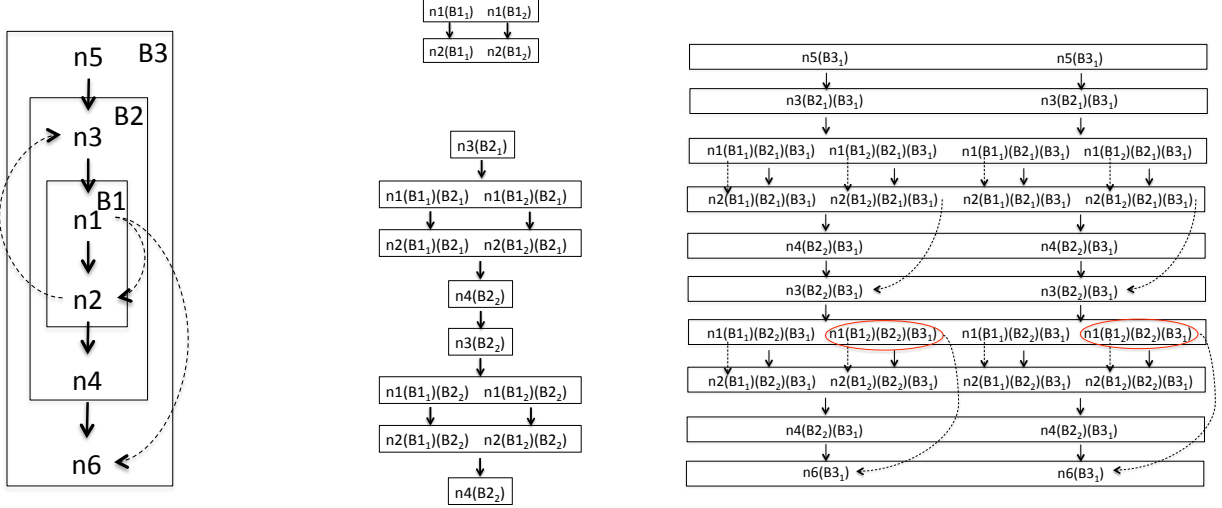 n5 B3
B2
n3
B1
n1
n2
n4
n6
n1(B1₁) n1(B1₂)
n2(B1₁) n2(B1₂)
n3(B2₁)
n1(B1₁)(B2₁) n1(B1₂)(B2₁)
n2(B1₁)(B2₁) n2(B1₂)(B2₁)
n4(B2₂)
n3(B2₂)
n1(B1₁)(B2₂) n1(B1₂)(B2₂)
n2(B1₁)(B2₂) n2(B1₂)(B2₂)
n4(B2₂)
n5(B3₁) n5(B3₁)
n3(B2₁)(B3₁) n3(B2₁)(B3₁)
n1(B1₁)(B2₁)(B3₁) n1(B1₂)(B2₁)(B3₁) n1(B1₁)(B2₁)(B3₁) n1(B1₂)(B2₁)(B3₁)
n2(B1₁)(B2₁)(B3₁) n2(B1₂)(B2₁)(B3₁) n2(B1₁)(B2₁)(B3₁) n2(B1₂)(B2₁)(B3₁)
n4(B2₂)(B3₁) n4(B2₂)(B3₁)
n3(B2₂)(B3₁) n3(B2₂)(B3₁)
n1(B1₁)(B2₂)(B3₁) n1(B1₂)(B2₂)(B3₁) n1(B1₁)(B2₂)(B3₁) n1(B1₂)(B2₂)(B3₁)
n2(B1₁)(B2₂)(B3₁) n2(B1₂)(B2₂)(B3₁) n2(B1₁)(B2₂)(B3₁) n2(B1₂)(B2₂)(B3₁)
n4(B2₂)(B3₁) n4(B2₂)(B3₁)
n6(B3₁) n6(B3₁)